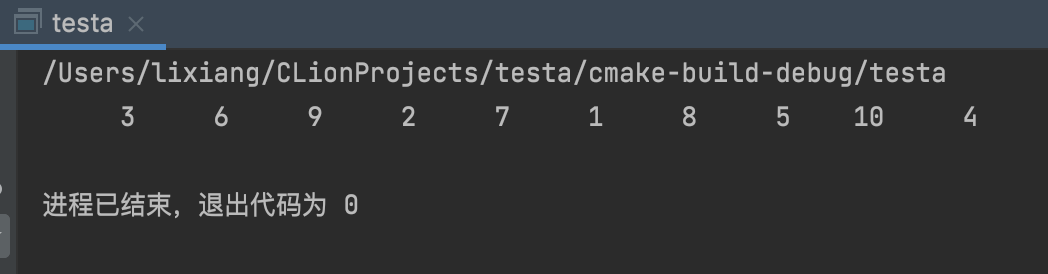 testa
/Users/lixiang/CLionProjects/testa/cmake-build-debug/testa
3 6 9 2 7 1 8 5 10 4
进程已结束，退出代码为 0